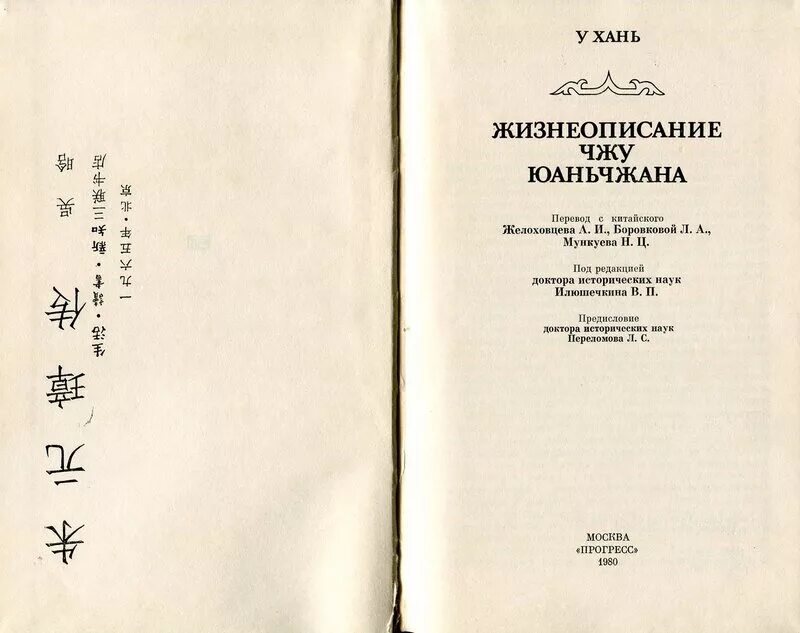 朱元璋传
吴晗
生活·讀書·新知三联书店
一九六五年·北京
У ХАНЬ
ЖИЗНЕОПИСАНИЕ
ЧЖУ
ЮАНЬЧЖАНА
Перевод с китайского
Желоховцева А. И., Боровковой Л. А.,
Мункуева Н. Ц.
Под редакцией
доктора исторических наук
Илюшечкина В. П.
Предисловие
доктора исторических наук
Переломова Л. С.
МОСКВА
«ПРОГРЕСС»
1980